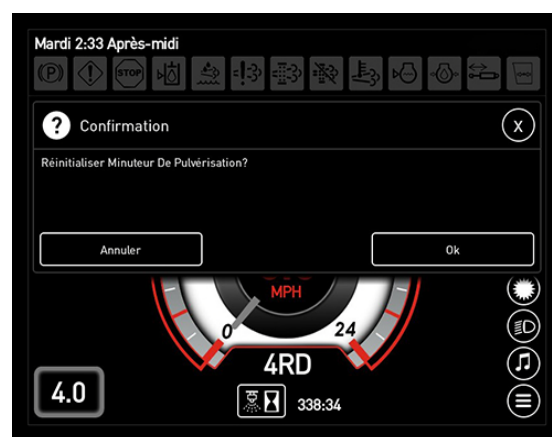 Mardi 2:33 Après-midi
(P)
STOP
? Confirmation
X
Réinitialiser Minuteur De Pulvérisation?
Annuler
Ok
MPH
0
24
4RD
4.0
338:34